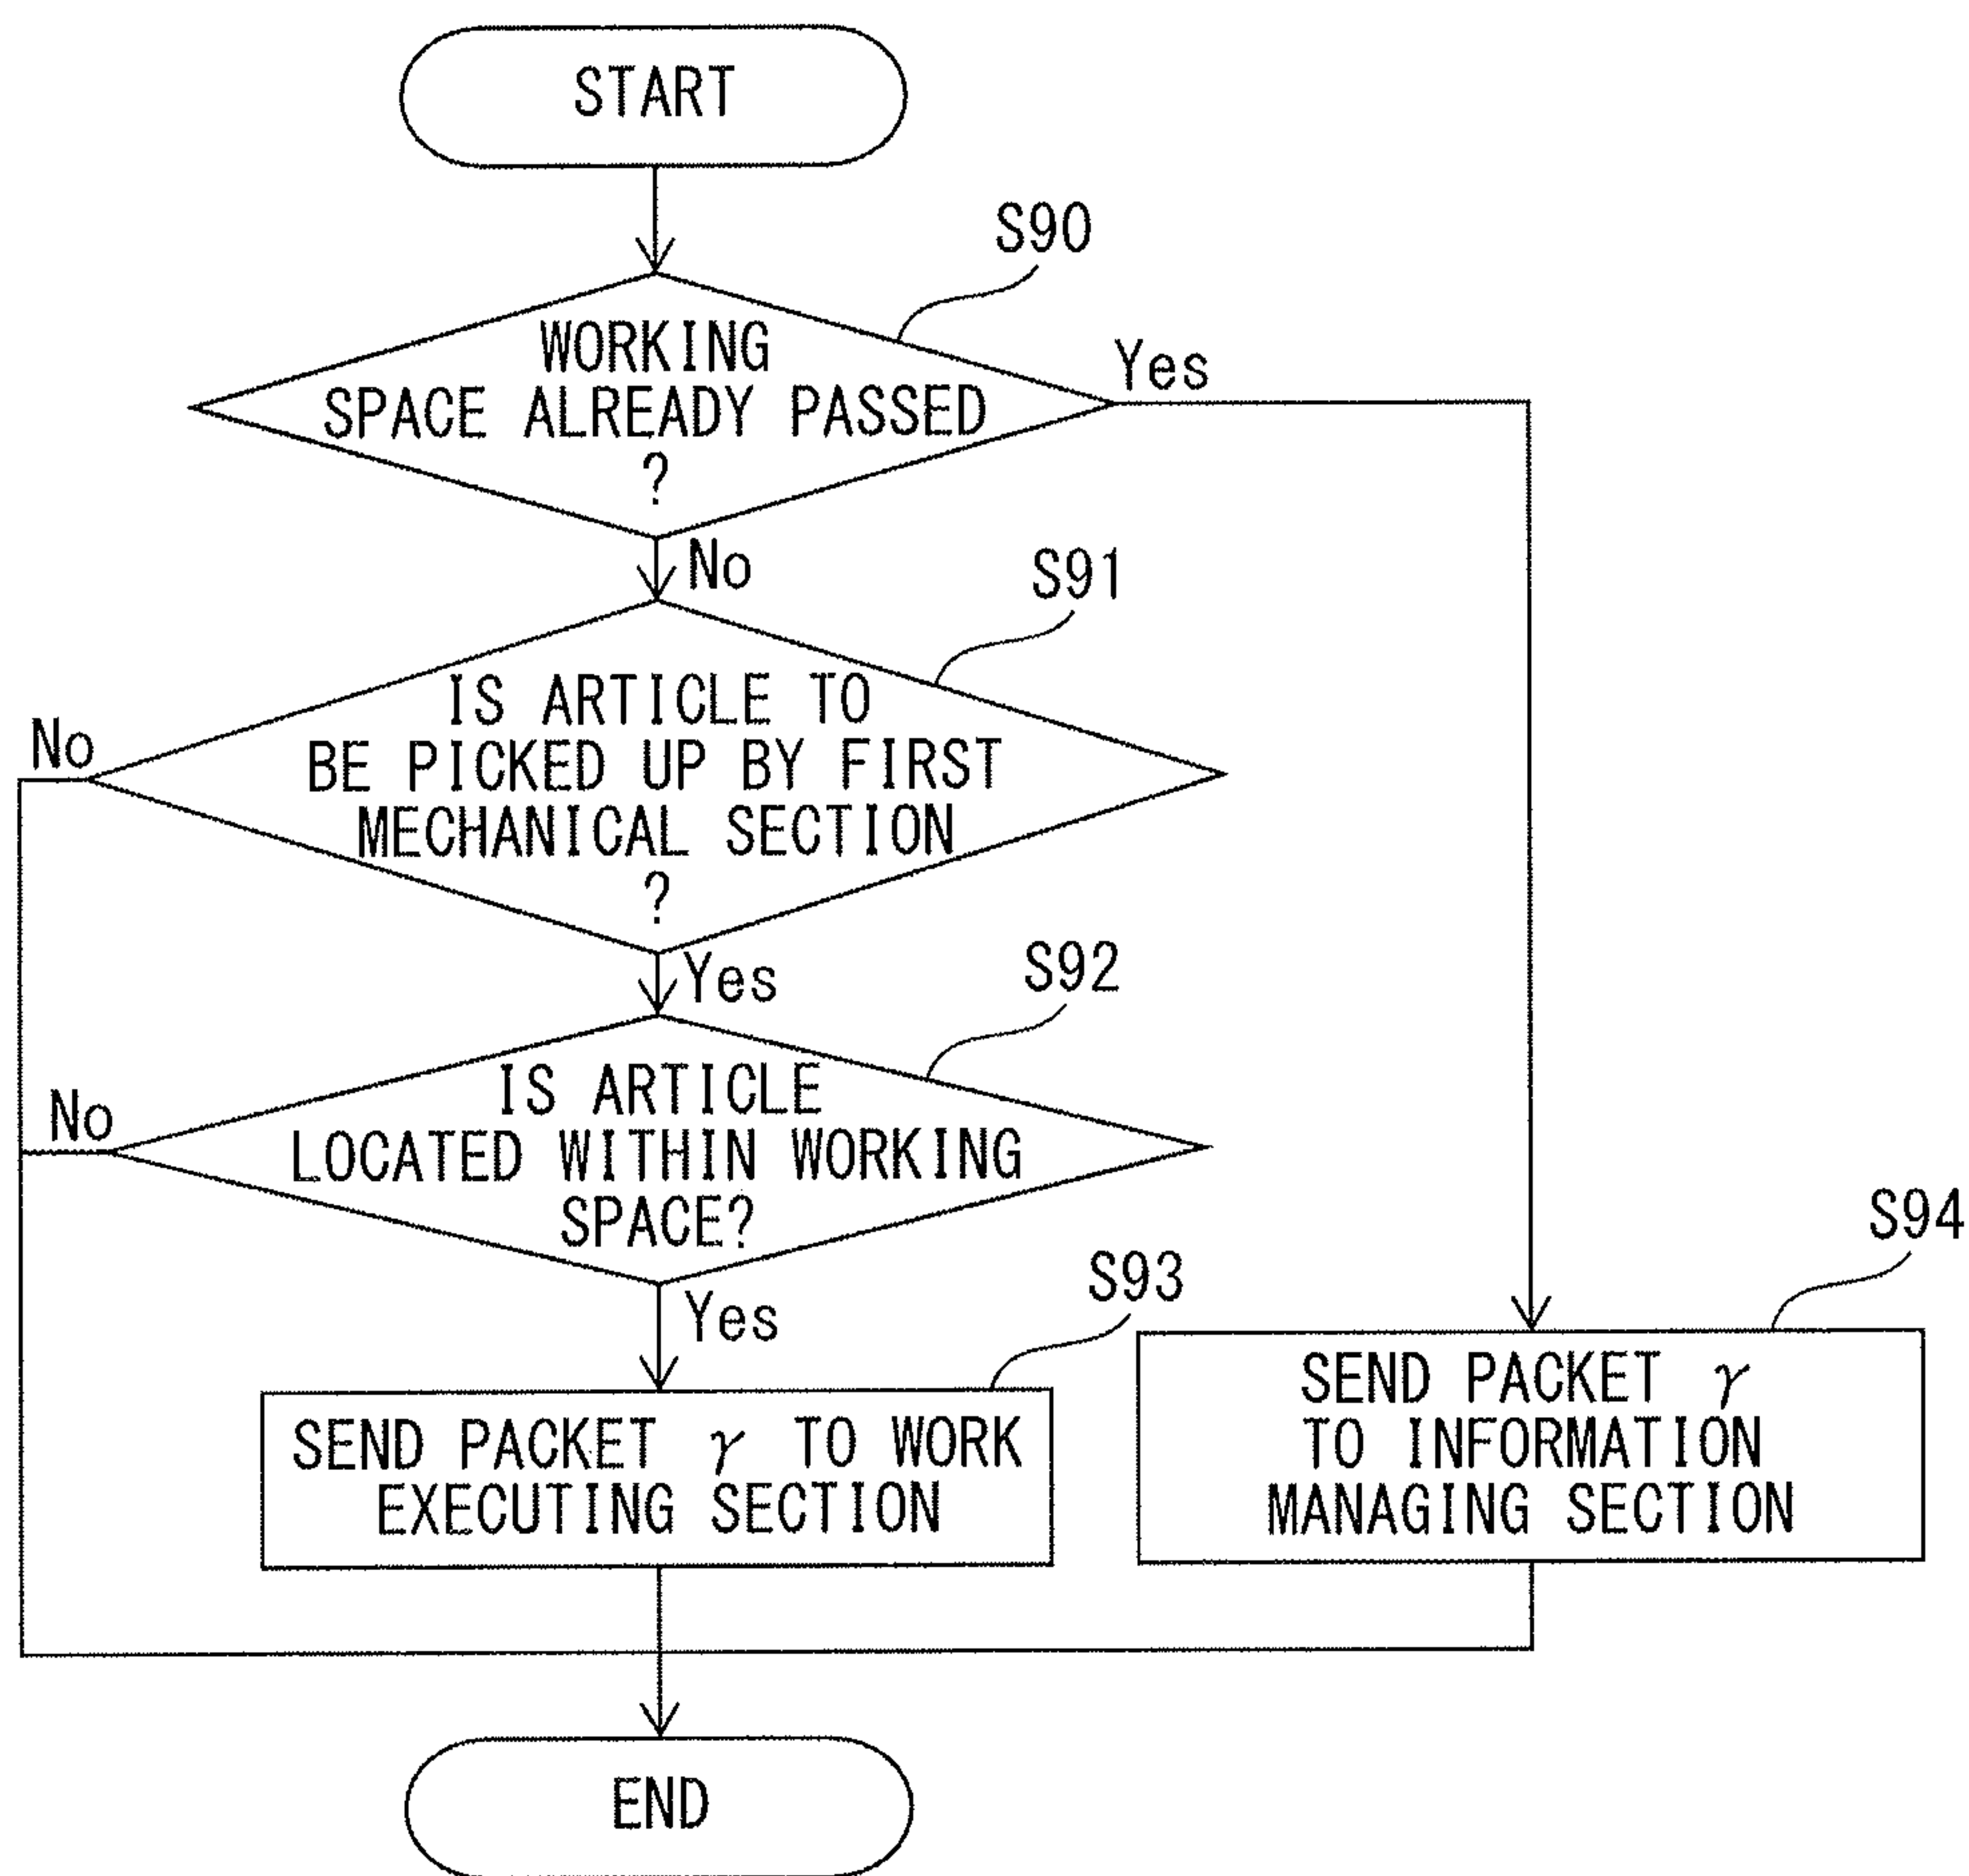 START
S90
WORKING
SPACE ALREADY PASSED
?
Yes
No
S91
IS ARTICLE TO
BE PICKED UP BY FIRST
MECHANICAL SECTION
?
No
Yes
S92
IS ARTICLE
LOCATED WITHIN WORKING
SPACE?
No
Yes
S93
SEND PACKET γ TO WORK
EXECUTING SECTION
S94
SEND PACKET γ
TO INFORMATION
MANAGING SECTION
END